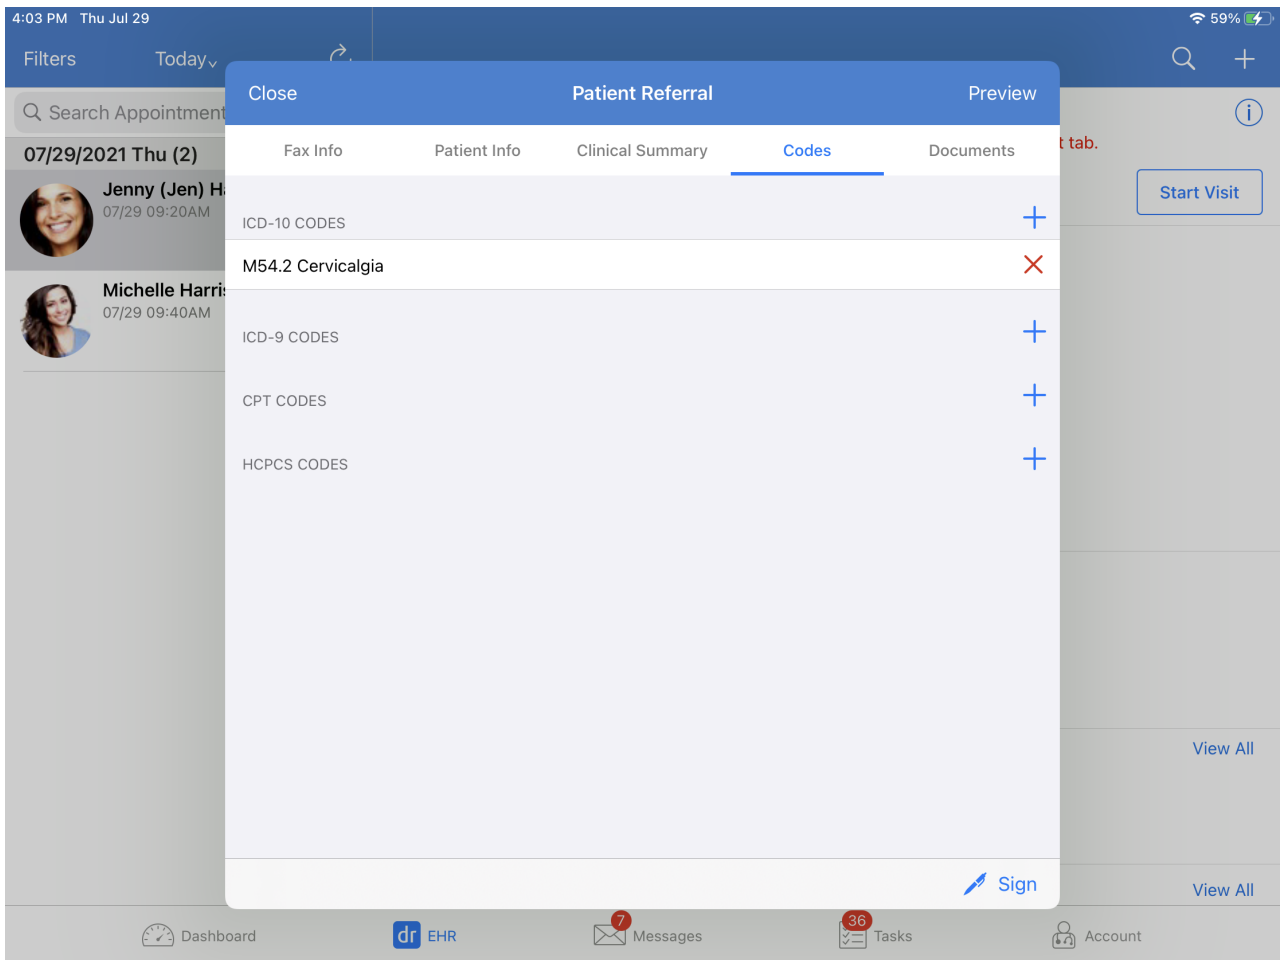 4:03 PM Thu Jul 29
59%
Filters Today
Close Patient Referral Preview
Search Appointment
Fax Info Patient Info Clinical Summary Codes Documents
t tab.
07/29/2021 Thu (2)
Jenny (Jen) Ha
07/29 09:20AM
Start Visit
ICD-10 CODES
M54.2 Cervicalgia
Michelle Harris
07/29 09:40AM
ICD-9 CODES
CPT CODES
HCPCS CODES
View All
Sign
View All
Dashboard
dr EHR
7 Messages
36 Tasks
Account